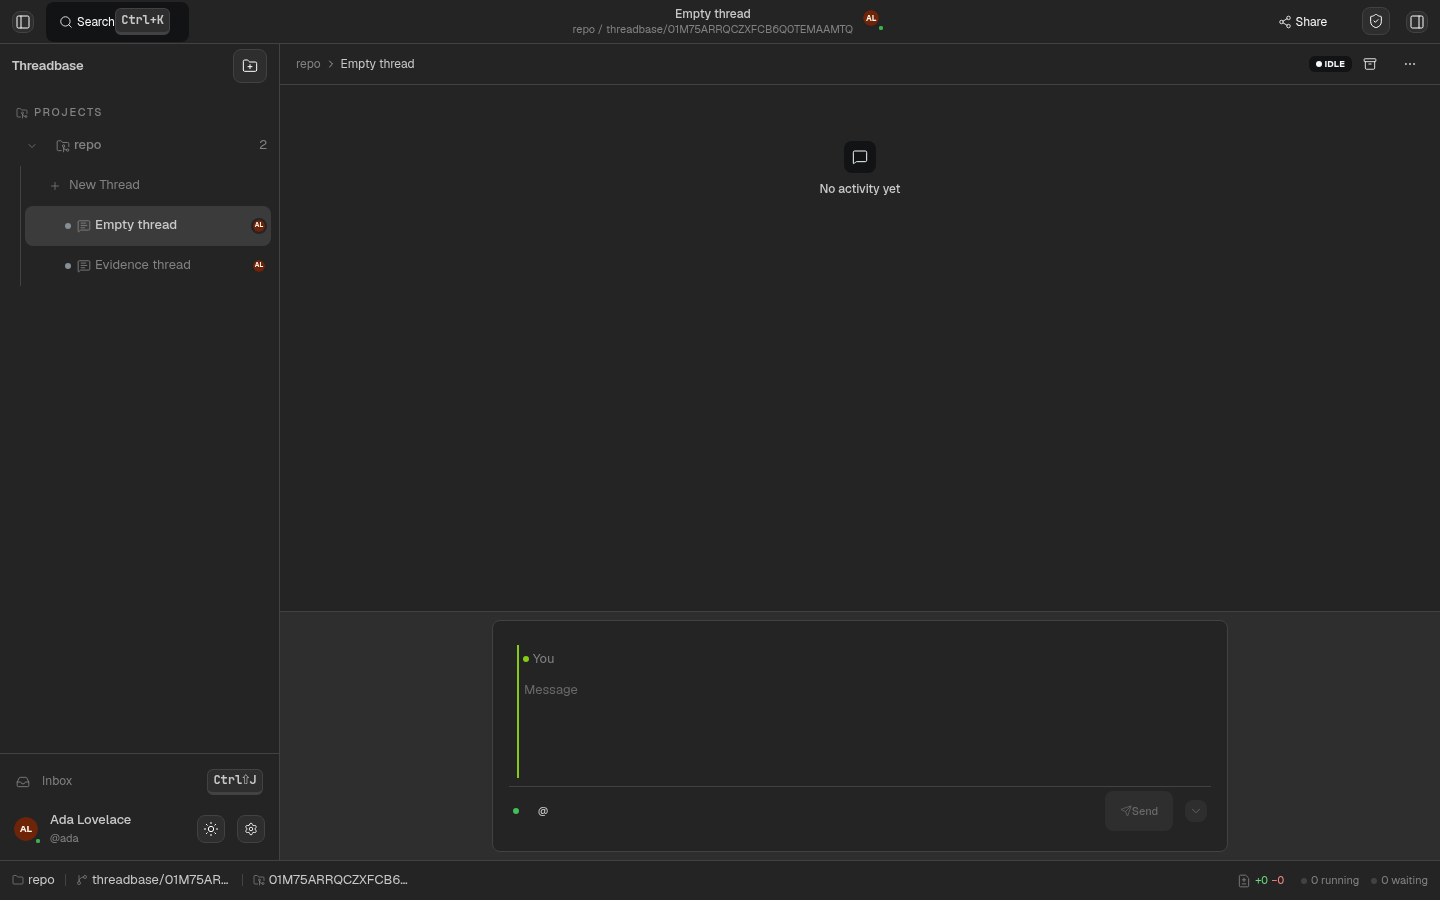 Search Ctrl+K
Empty thread
repo / threadbase/01M75ARRQCZXFCB6Q0TEMAAMTQ
AL
Share
Threadbase
repo > Empty thread
IDLE
PROJECTS
repo 2
New Thread
Empty thread AL
Evidence thread AL
No activity yet
You
Message
@
Send
Inbox Ctrl⇧J
AL
Ada Lovelace
@ada
repo
threadbase/01M75AR...
01M75ARRQCZXFCB6...
+0 −0
0 running
0 waiting